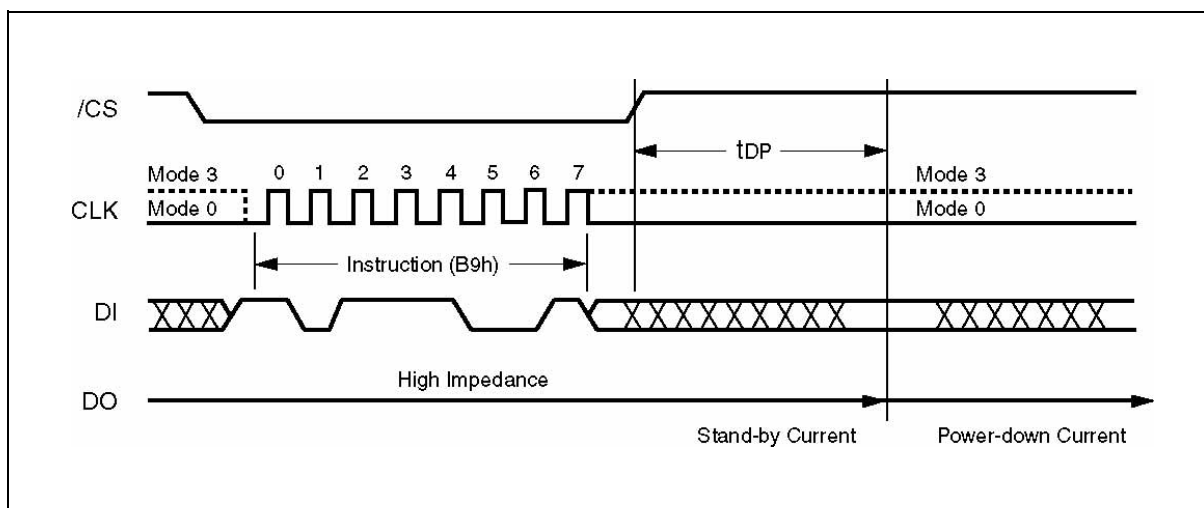 /CS
tDP
Mode 3 0 1 2 3 4 5 6 7 Mode 3
CLK Mode 0 Mode 0
Instruction (B9h)
DI
High Impedance
DO
Stand-by Current Power-down Current